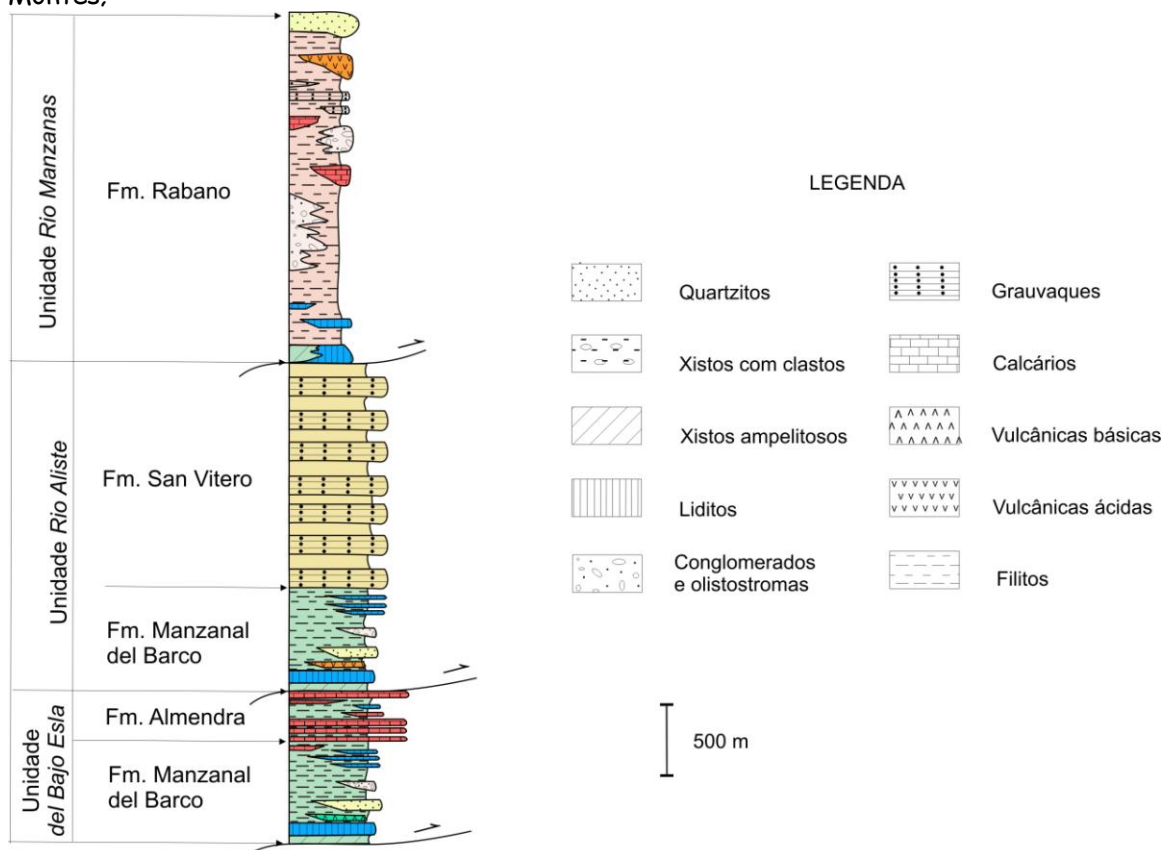 Montes,
Unidade Rio Manzanas
Fm. Rabano
Unidade Rio Aliste
Fm. San Vitero
Fm. Manzanal
del Barco
Unidade
del Bajo Esla
Fm. Almendra
Fm. Manzanal
del Barco
LEGENDA
Quartzitos
Xistos com clastos
Xistos ampelitosos
Liditos
Conglomerados
e olistostromas
Grauvaques
Calcários
Vulcânicas básicas
Vulcânicas ácidas
Filitos
500 m